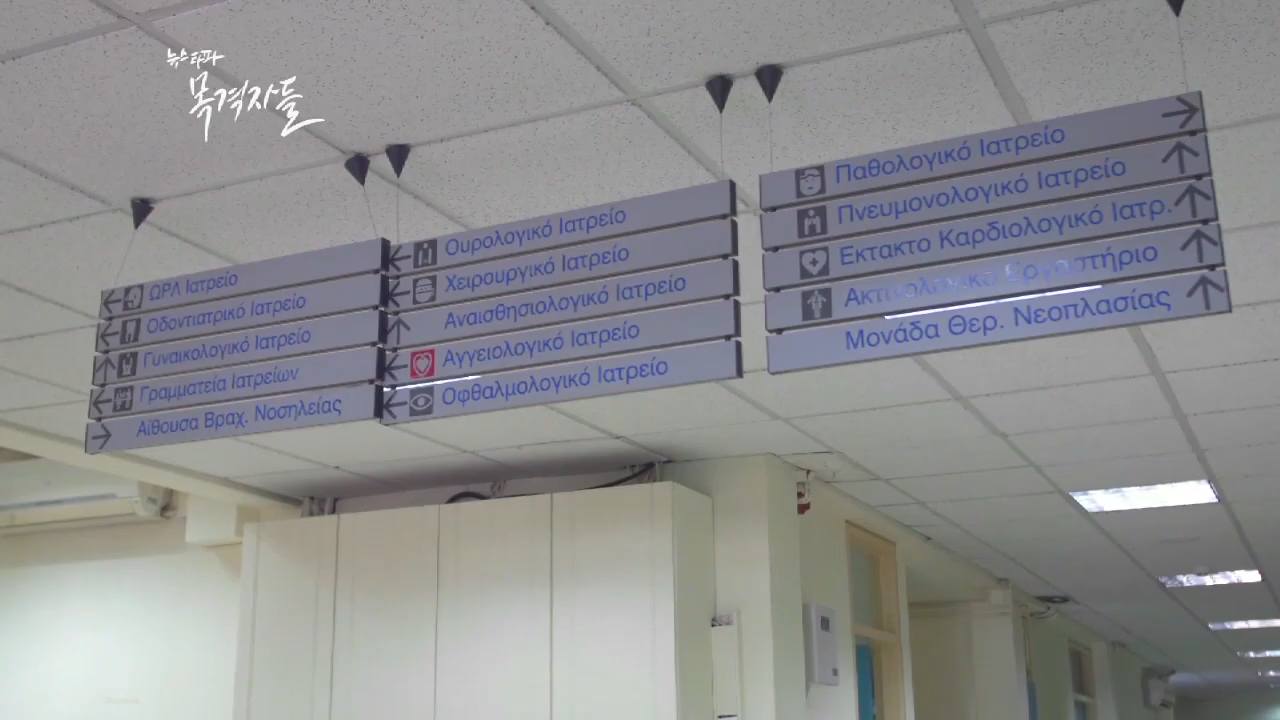 뉴스타파
목격자들
ΩΡΛ Ιατρείο
Οδοντιατρικό Ιατρείο
Γυναικολογικό Ιατρείο
Γραμματεία Ιατρείων
Αίθουσα Βραχ. Νοσηλείας
Ουρολογικό Ιατρείο
Χειρουργικό Ιατρείο
Αναισθησιολογικό Ιατρείο
Αγγειολογικό Ιατρείο
Οφθαλμολογικό Ιατρείο
Παθολογικό Ιατρείο
Πνευμονολογικό Ιατρείο
Εκτακτο Καρδιολογικό Ιατρ.
Ακτινολογικό Εργαστήριο
Μονάδα Θερ. Νεοπλασίας